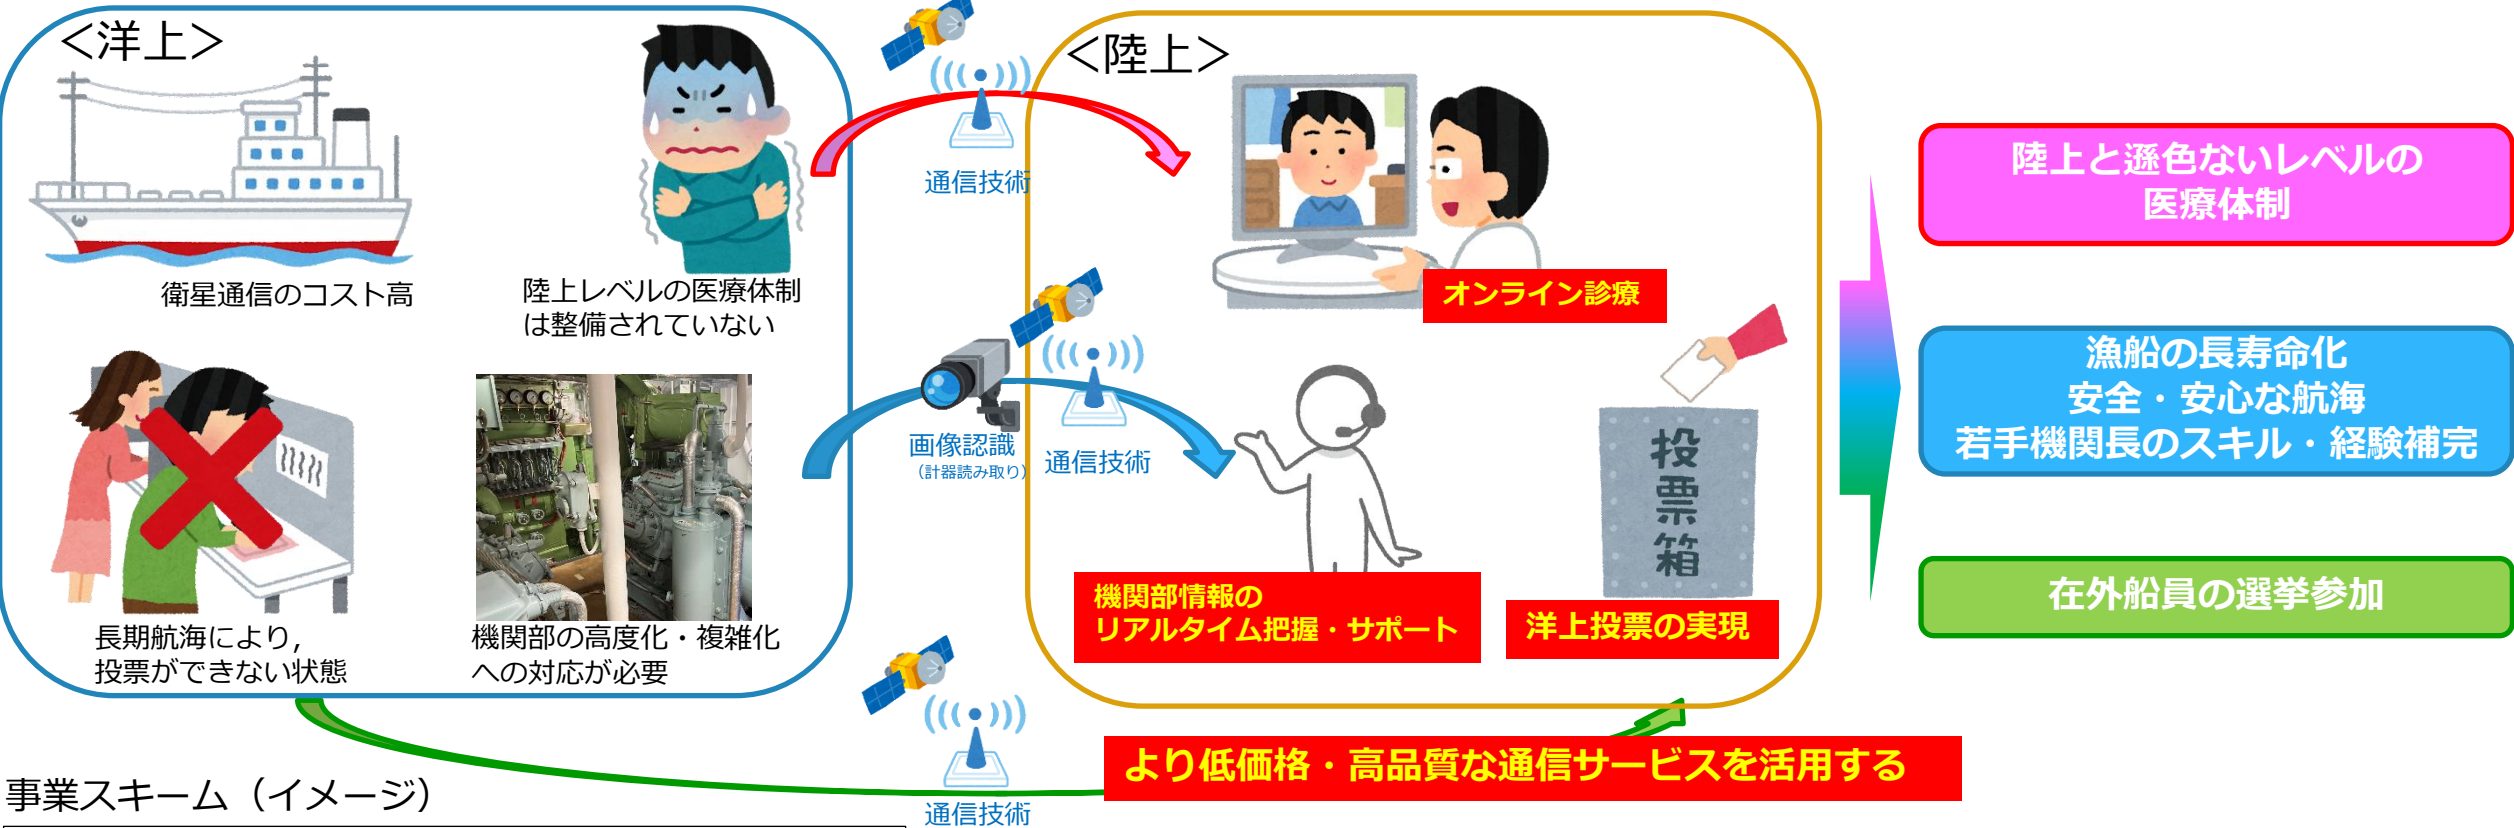 ＜洋上＞
衛星通信のコスト高
陸上レベルの医療体制
は整備されていない
長期航海により，
投票ができない状態
機関部の高度化・複雑化
への対応が必要
通信技術
画像認識
（計器読み取り）
通信技術
通信技術
＜陸上＞
オンライン診療
機関部情報の
リアルタイム把握・サポート
投票箱
洋上投票の実現
より低価格・高品質な通信サービスを活用する
陸上と遜色ないレベルの
医療体制
漁船の長寿命化
安全・安心な航海
若手機関長のスキル・経験補完
在外船員の選挙参加
事業スキーム（イメージ）